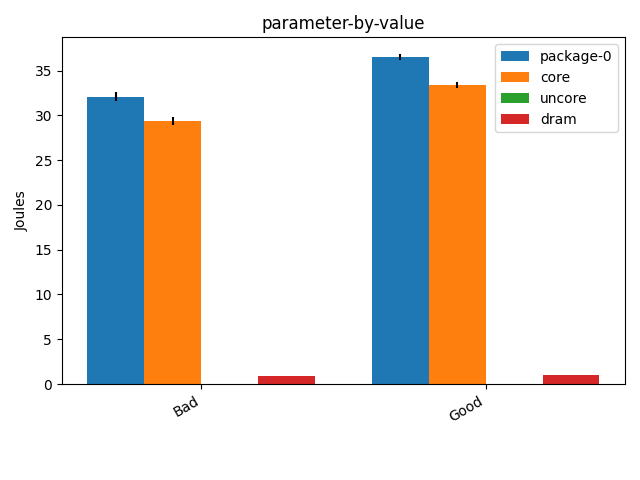 parameter-by-value
package-0
core
uncore
dram
Joules
35
30
25
20
15
10
5
0
Bad
Good